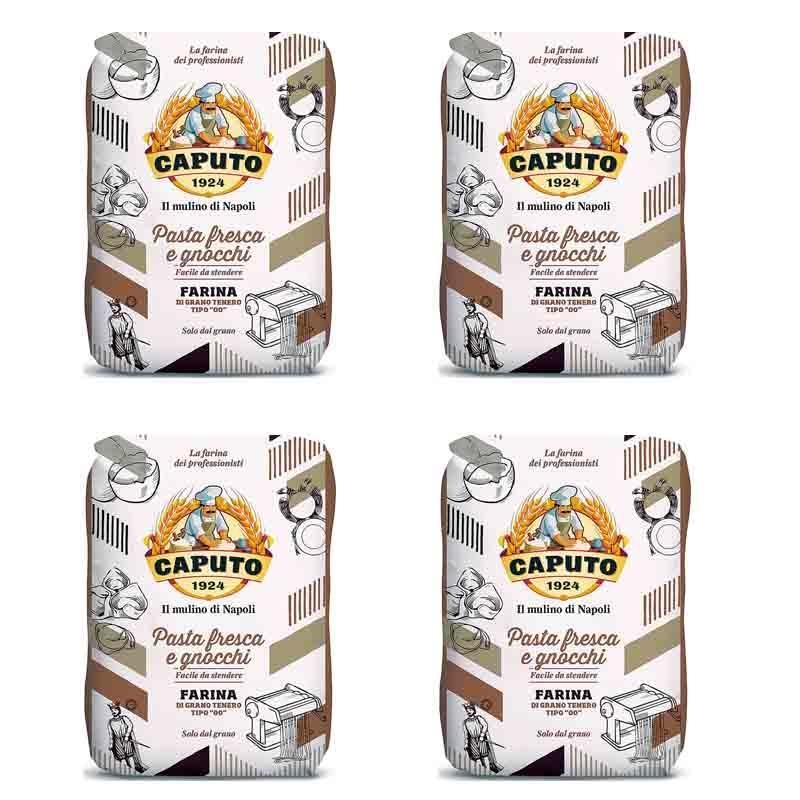 La farina
dei professionisti
CAPUTO
1924
Il mulino di Napoli
Pasta fresca
e gnocchi
Facile da stendere
FARINA
DI GRANO TENERO
TIPO "00"
Solo dal grano
La farina
dei professionisti
CAPUTO
1924
Il mulino di Napoli
Pasta fresca
e gnocchi
Facile da stendere
FARINA
DI GRANO TENERO
TIPO "00"
Solo dal grano
La farina
dei professionisti
CAPUTO
1924
Il mulino di Napoli
Pasta fresca
e gnocchi
Facile da stendere
FARINA
DI GRANO TENERO
TIPO "00"
Solo dal grano
La farina
dei professionisti
CAPUTO
1924
Il mulino di Napoli
Pasta fresca
e gnocchi
Facile da stendere
FARINA
DI GRANO TENERO
TIPO "00"
Solo dal grano